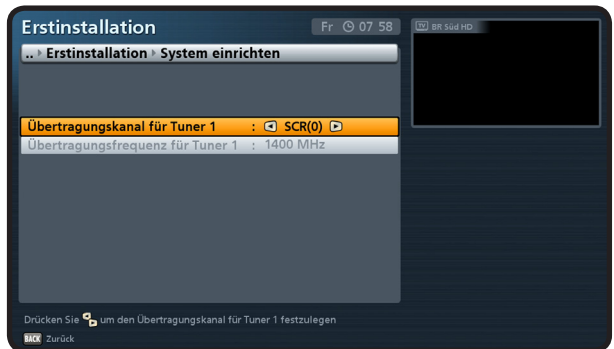 Erstinstallation
Fr 07 58
TV BR Süd HD
.. Erstinstallation System einrichten
Übertragungskanal für Tuner 1 : SCR(0)
Übertragungsfrequenz für Tuner 1 : 1400 MHz
Drücken Sie um den Übertragungskanal für Tuner 1 festzulegen
BACK Zurück